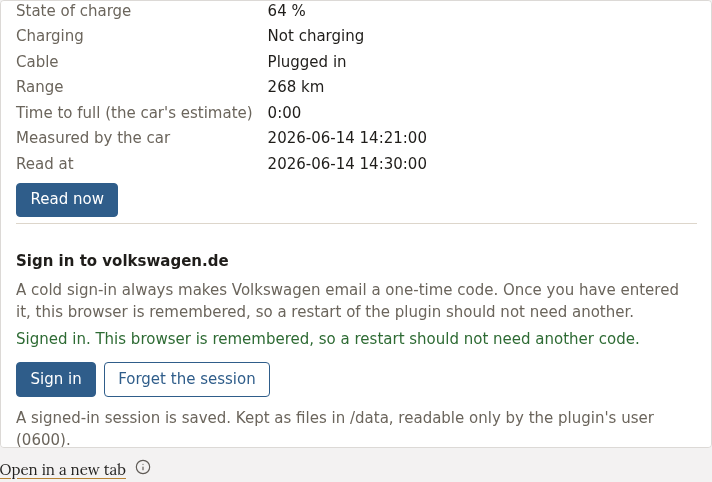 State of charge 64 %
Charging Not charging
Cable Plugged in
Range 268 km
Time to full (the car's estimate) 0:00
Measured by the car 2026-06-14 14:21:00
Read at 2026-06-14 14:30:00
Read now
Sign in to volkswagen.de
A cold sign-in always makes Volkswagen email a one-time code. Once you have entered
it, this browser is remembered, so a restart of the plugin should not need another.
Signed in. This browser is remembered, so a restart should not need another code.
Sign in Forget the session
A signed-in session is saved. Kept as files in /data, readable only by the plugin's user
(0600).
Open in a new tab